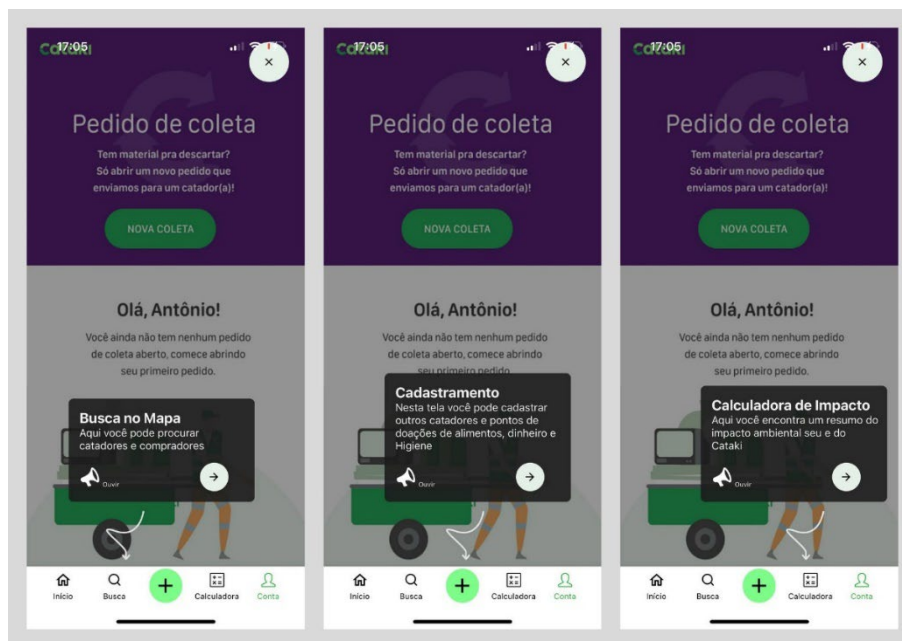 17:05
Cataki
×
Pedido de coleta
Tem material pra descartar?
Só abrir um novo pedido que
enviamos para um catador(a)!
NOVA COLETA
Olá, Antônio!
Você ainda não tem nenhum pedido
de coleta aberto, comece abrindo
seu primeiro pedido.
Busca no Mapa
Aqui você pode procurar
catadores e compradores
Ouvir
Início
Busca
+
Calculadora
Conta
17:05
Cataki
×
Pedido de coleta
Tem material pra descartar?
Só abrir um novo pedido que
enviamos para um catador(a)!
NOVA COLETA
Olá, Antônio!
Você ainda não tem nenhum pedido
de coleta aberto, comece abrindo
seu primeiro pedido.
Cadastramento
Nesta tela você pode cadastrar
outros catadores e pontos de
doações de alimentos, dinheiro e
Higiene
Ouvir
Início
Busca
+
Calculadora
Conta
17:05
Cataki
×
Pedido de coleta
Tem material pra descartar?
Só abrir um novo pedido que
enviamos para um catador(a)!
NOVA COLETA
Olá, Antônio!
Você ainda não tem nenhum pedido
de coleta aberto, comece abrindo
seu primeiro pedido.
Calculadora de Impacto
Aqui você encontra um resumo do
impacto ambiental seu e do
Cataki
Ouvir
Início
Busca
+
Calculadora
Conta